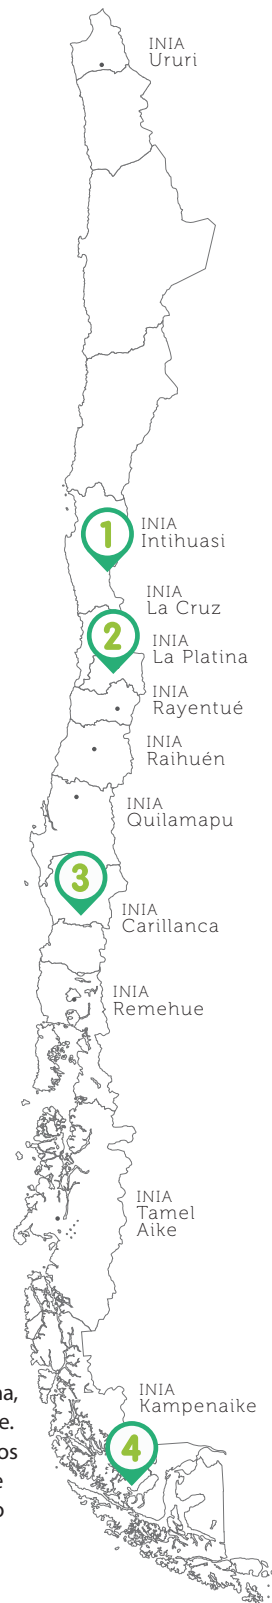 INIA
Ururi
1
INIA
Intihuasi
INIA
La Cruz
2
INIA
La Platina
INIA
Rayentué
INIA
Raihuén
INIA
Quilamapu
3
INIA
Carillanca
INIA
Remehue
INIA
Tamel
Aike
INIA
Kampenaike
4